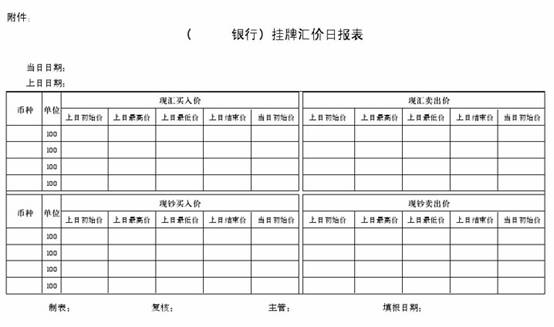 附件：
（ 银行）挂牌汇价日报表
当日日期：
上日日期：
币种 单位 现汇买入价 现汇卖出价
上日初始价 上日最高价 上日最低价 上日结束价 当日初始价 上日初始价 上日最高价 上日最低价 上日结束价 当日初始价
100
100
100
100
币种 单位 现钞买入价 现钞卖出价
上日初始价 上日最高价 上日最低价 上日结束价 当日初始价 上日初始价 上日最高价 上日最低价 上日结束价 当日初始价
100
100
100
100
制表： 复核： 主管： 填报日期：